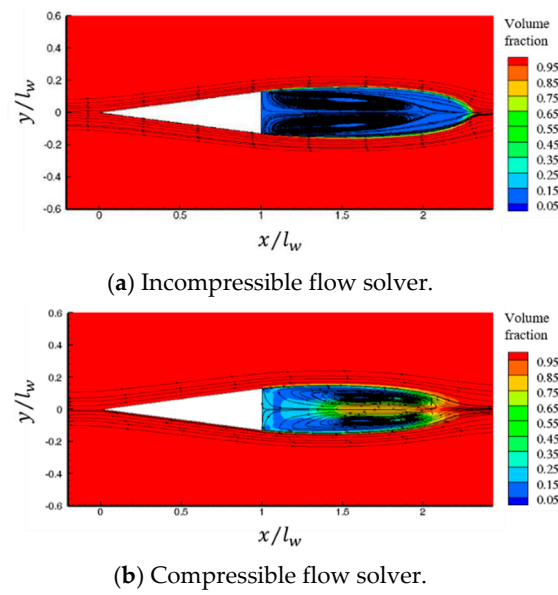 Volume
fraction
0.6
0.4
0.2
0
-0.2
-0.4
-0.6
y/l_w
0.95
0.85
0.75
0.65
0.55
0.45
0.35
0.25
0.15
0.05
0 0.5 1 1.5 2
x/l_w
(a) Incompressible flow solver.
Volume
fraction
0.6
0.4
0.2
0
-0.2
-0.4
-0.6
y/l_w
0.95
0.85
0.75
0.65
0.55
0.45
0.35
0.25
0.15
0.05
0 0.5 1 1.5 2
x/l_w
(b) Compressible flow solver.